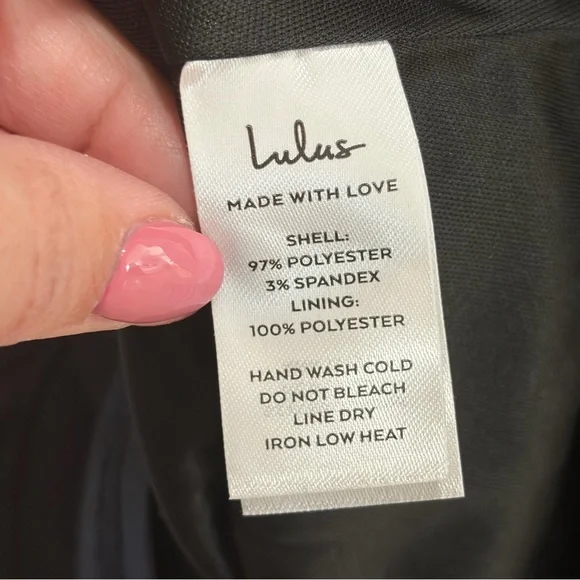 Lulus
MADE WITH LOVE
SHELL:
97% POLYESTER
3% SPANDEX
LINING:
100% POLYESTER
HAND WASH COLD
DO NOT BLEACH
LINE DRY
IRON LOW HEAT